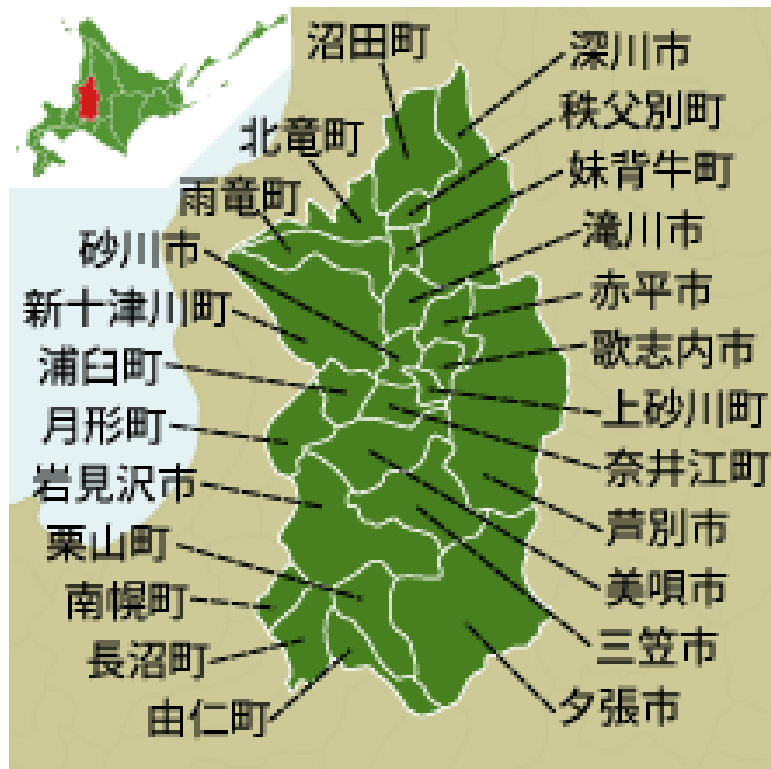 沼田町
深川市
秩父別町
北竜町
妹背牛町
雨竜町
滝川市
砂川市
赤平市
新十津川町
歌志内市
浦臼町
上砂川町
月形町
奈井江町
岩見沢市
芦別市
栗山町
美唄市
南幌町
三笠市
長沼町
夕張市
由仁町